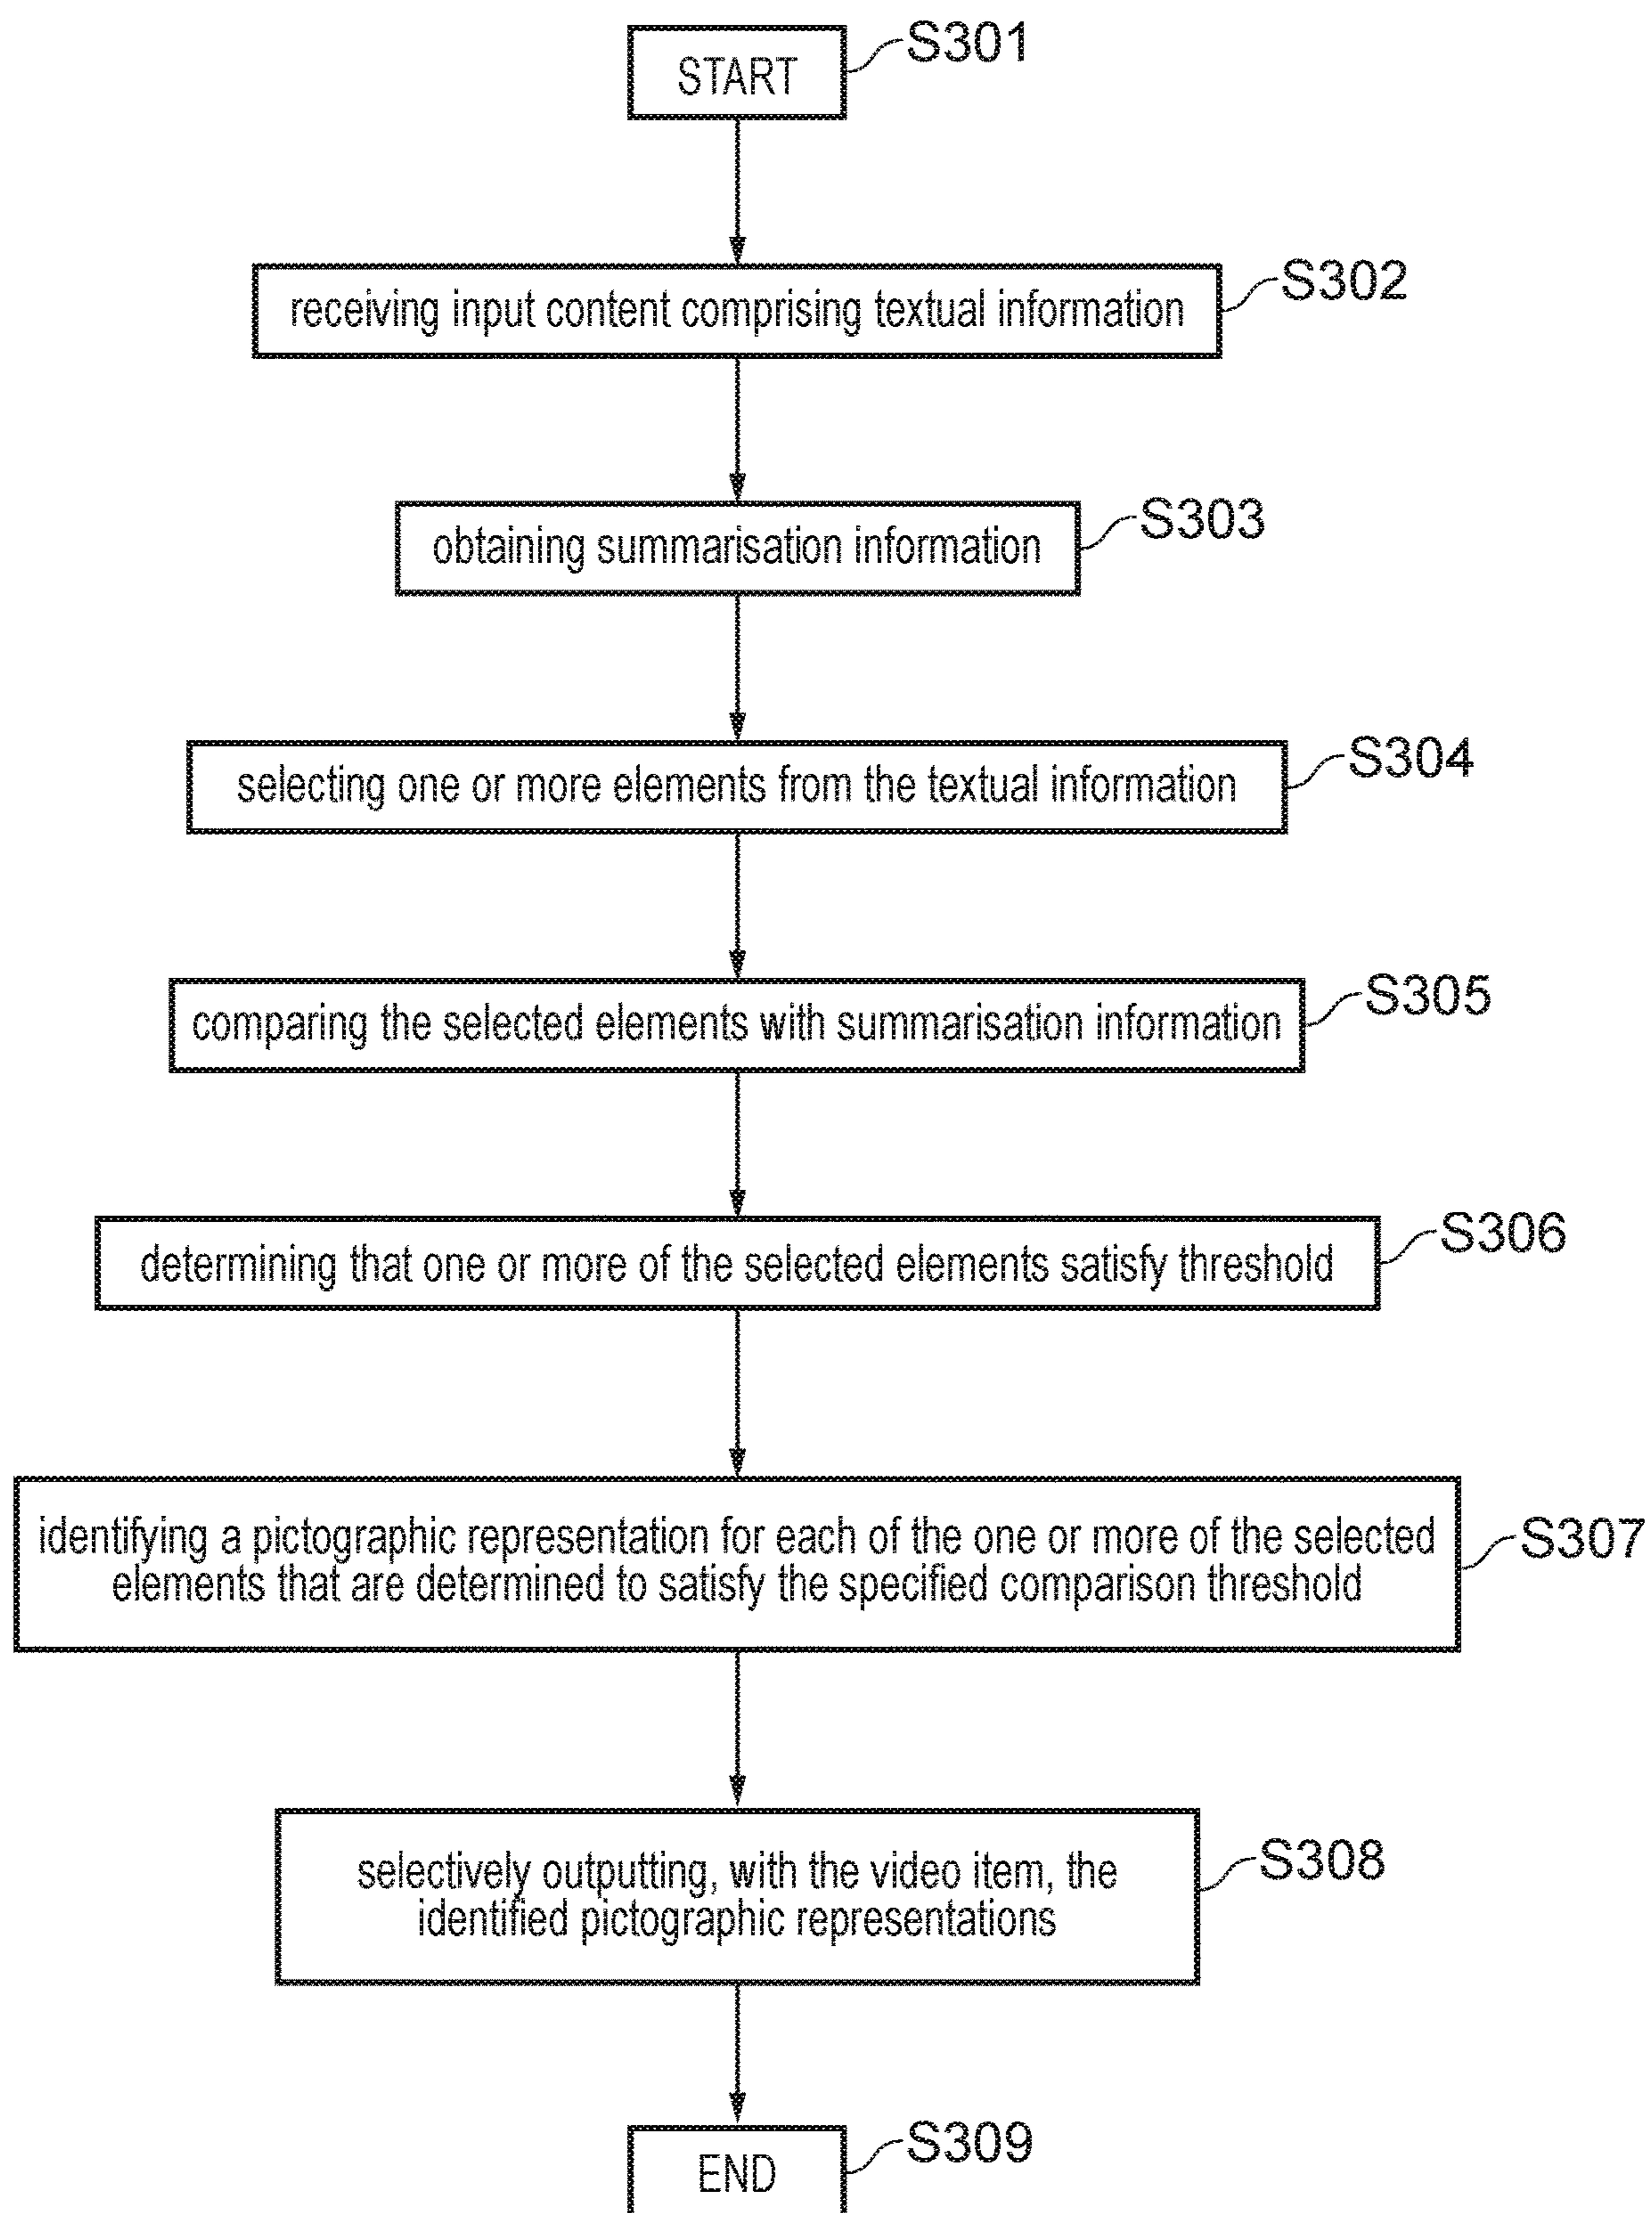 START
S301
receiving input content comprising textual information
S302
obtaining summarisation information
S303
selecting one or more elements from the textual information
S304
comparing the selected elements with summarisation information
S305
determining that one or more of the selected elements satisfy threshold
S306
identifying a pictographic representation for each of the one or more of the selected
elements that are determined to satisfy the specified comparison threshold
S307
selectively outputting, with the video item, the
identified pictographic representations
S308
END
S309